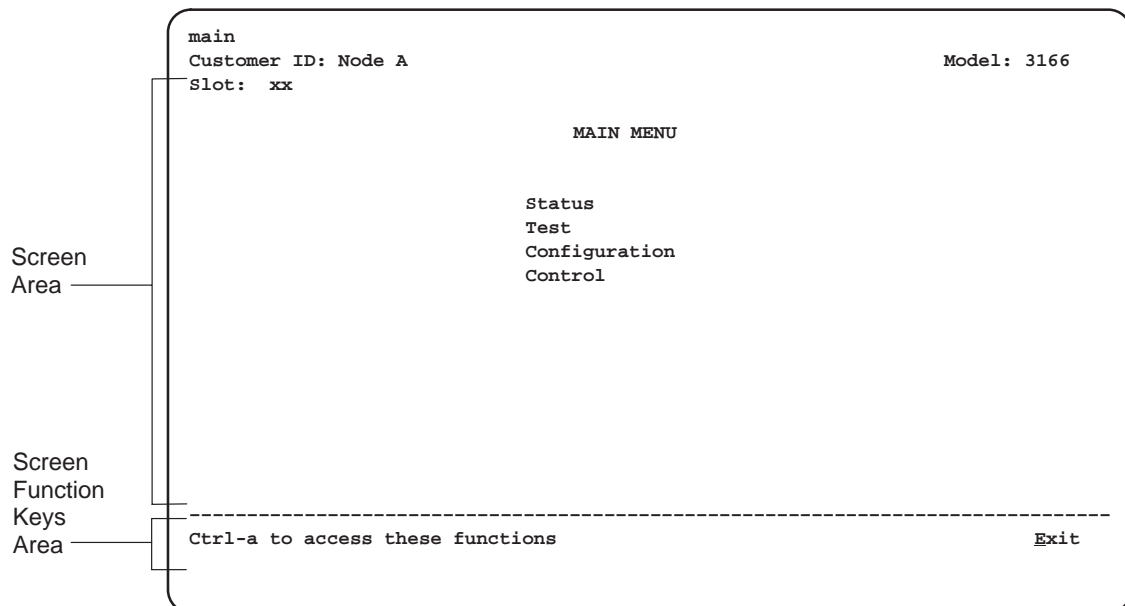 main
Customer ID: Node A Model: 3166
Slot: xx
MAIN MENU
Status
Test
Configuration
Control
Screen
Area
Screen
Function
Keys
Area
Ctrl-a to access these functions Exit